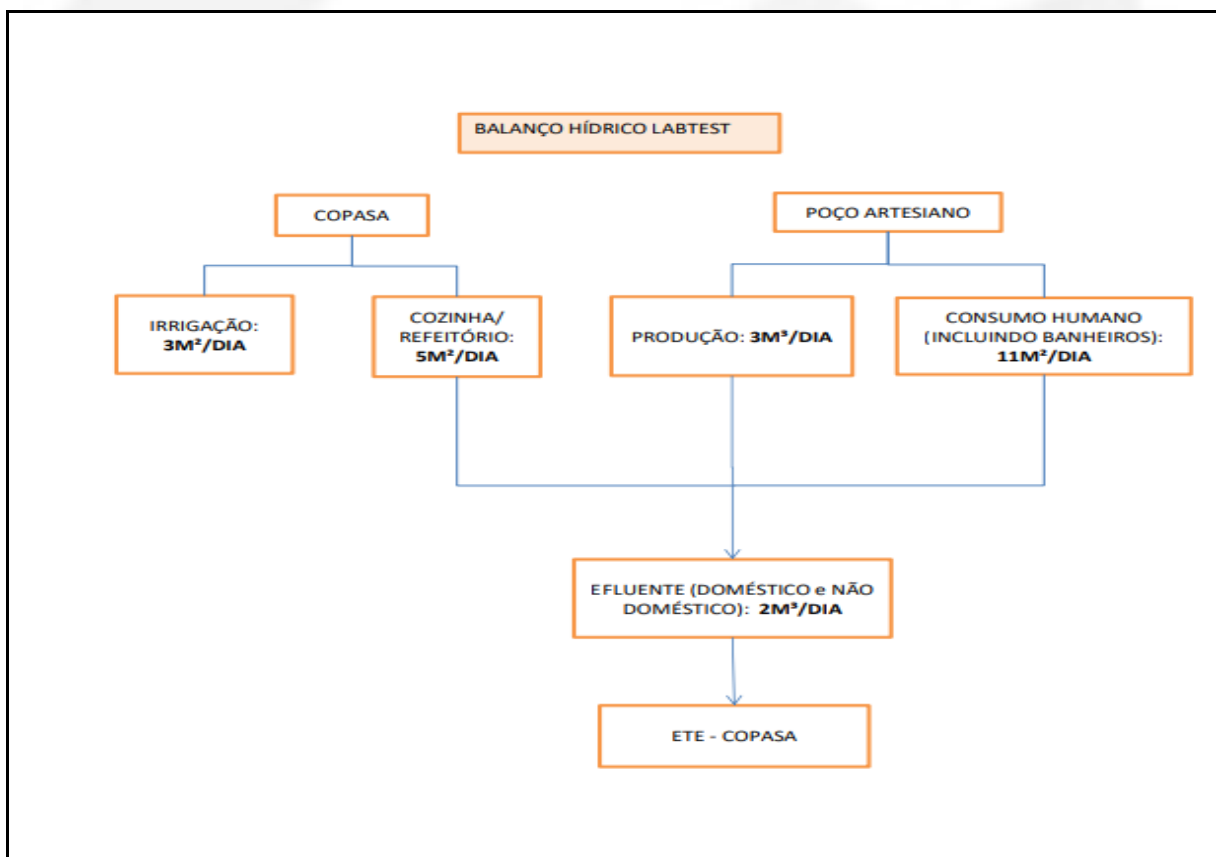 BALANÇO HÍDRICO LABTEST
COPASA
POÇO ARTESIANO
IRRIGAÇÃO:
3M²/DIA
COZINHA/
REFEITÓRIO:
5M²/DIA
PRODUÇÃO: 3M³/DIA
CONSUMO HUMANO
(INCLUINDO BANHEIROS):
11M²/DIA
EFLUENTE (DOMÉSTICO e NÃO
DOMÉSTICO): 2M³/DIA
ETE - COPASA